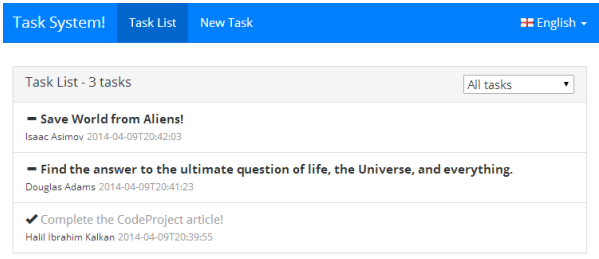 Task System! Task List New Task English
Task List - 3 tasks All tasks
Save World from Aliens!
Isaac Asimov 2014-04-09T20:42:03
Find the answer to the ultimate question of life, the Universe, and everything.
Douglas Adams 2014-04-09T20:41:23
Complete the CodeProject article!
Halil İbrahim Kalkan 2014-04-09T20:39:55